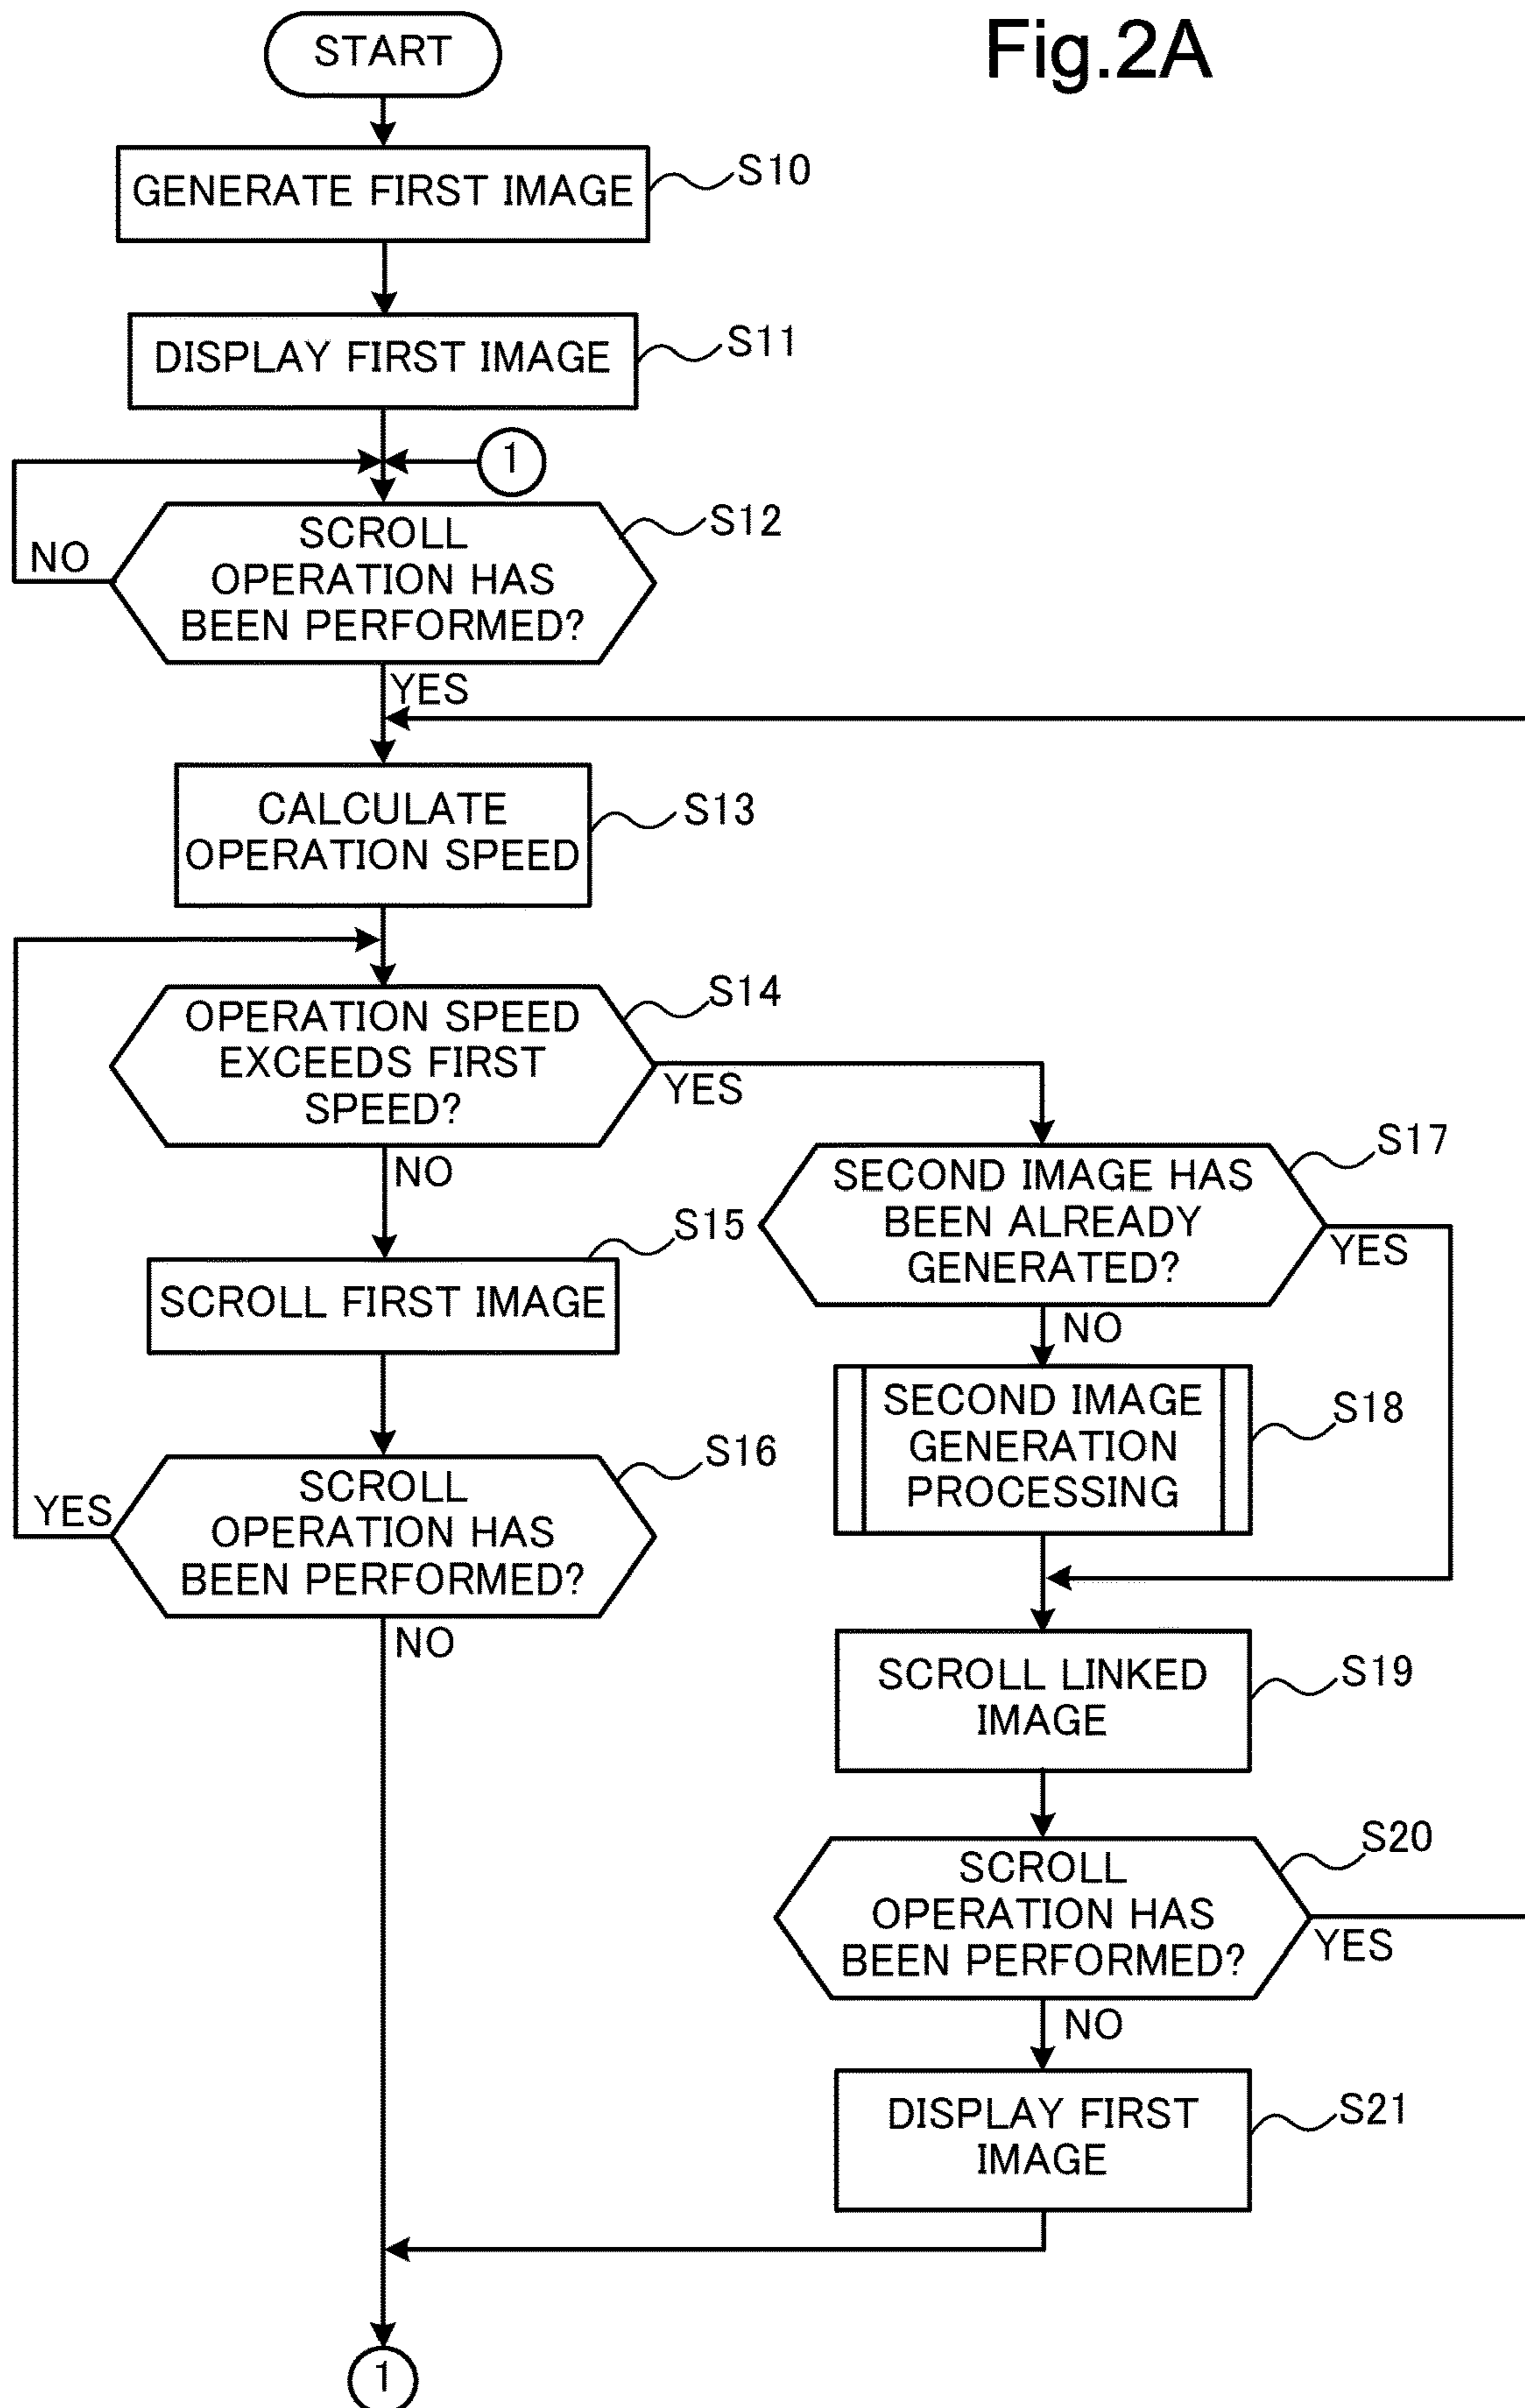 Fig.2A
START
GENERATE FIRST IMAGE
S10
DISPLAY FIRST IMAGE
S11
1
SCROLL
OPERATION HAS
BEEN PERFORMED?
S12
NO
YES
CALCULATE
OPERATION SPEED
S13
OPERATION SPEED
EXCEEDS FIRST
SPEED?
S14
YES
NO
SCROLL FIRST IMAGE
S15
SCROLL
OPERATION HAS
BEEN PERFORMED?
S16
YES
NO
SECOND IMAGE HAS
BEEN ALREADY
GENERATED?
S17
YES
NO
SECOND IMAGE
GENERATION
PROCESSING
S18
SCROLL LINKED
IMAGE
S19
SCROLL
OPERATION HAS
BEEN PERFORMED?
S20
YES
NO
DISPLAY FIRST
IMAGE
S21
1